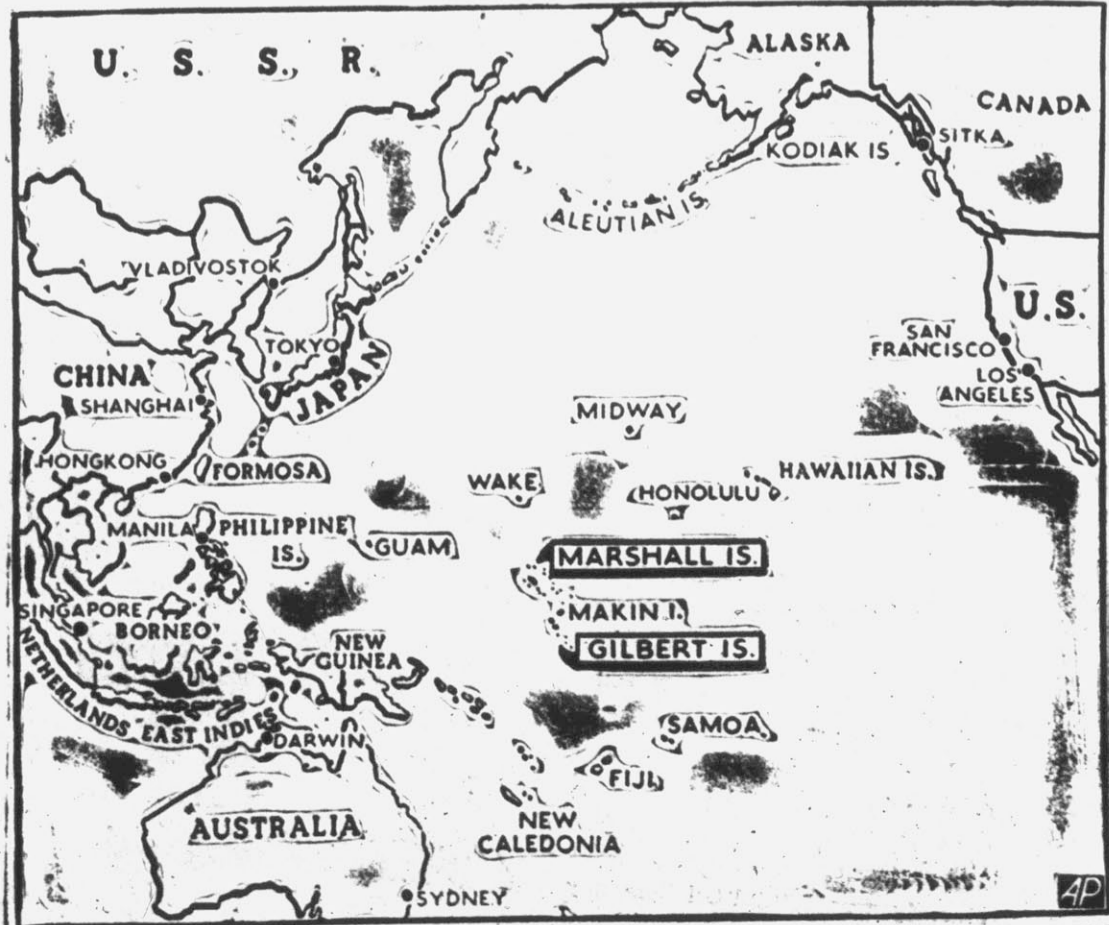 U. S. S. R.
ALASKA
CANADA
SITKA
KODIAK IS
ALEUTIAN IS.
VLADIVOSTOK
U.S.
TOKYO
JAPAN
SAN
FRANCISCO
LOS
ANGELES
CHINA
SHANGHAI
MIDWAY
HONGKONG
FORMOSA
WAKE
HONOLULU
HAWAIIAN IS.
MANILA
PHILIPPINE
IS.
GUAM
MARSHALL IS.
SINGAPORE
BORNEO
MAKIN I.
NEW
GUINEA
GILBERT IS.
NETHERLANDS EAST INDIES
DARWIN
SAMOA
FIJI
AUSTRALIA
NEW
CALEDONIA
SYDNEY
AP